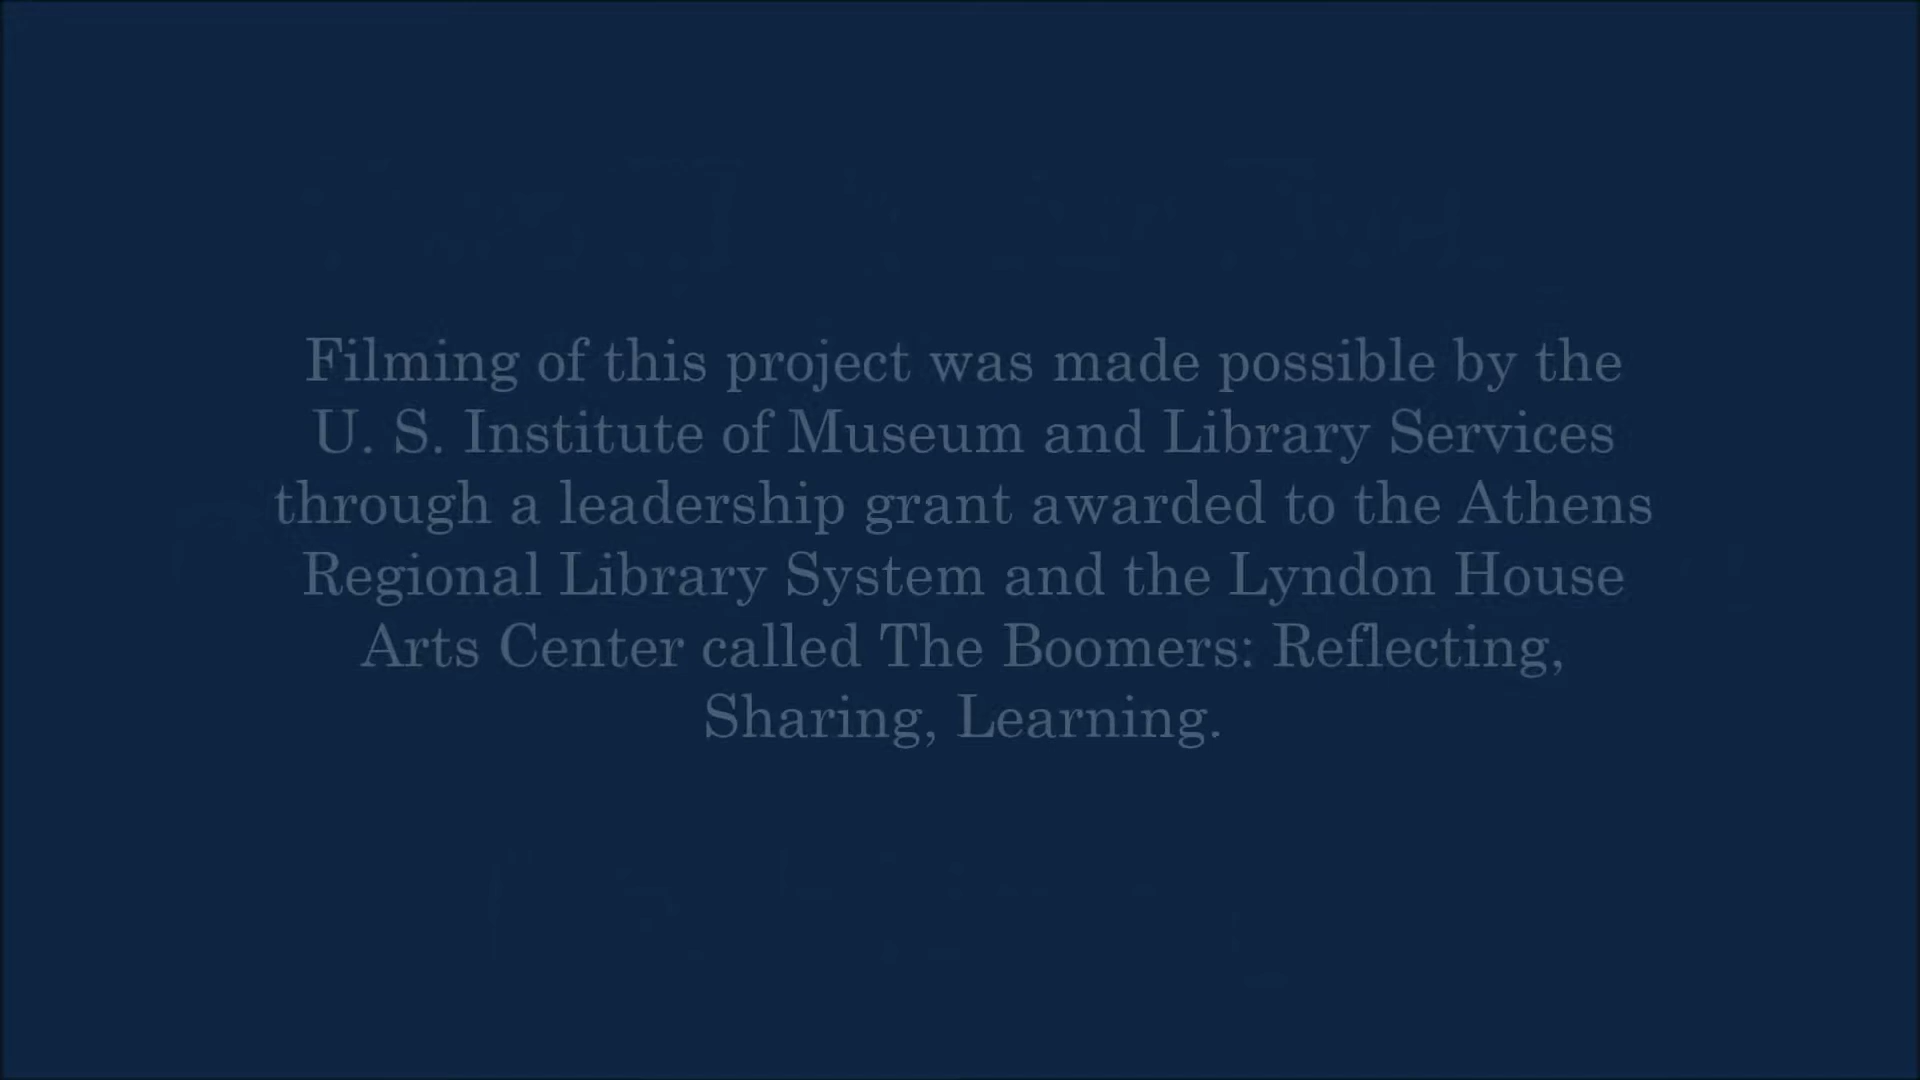 Filming of this project was made possible by the
U. S. Institute of Museum and Library Services
through a leadership grant awarded to the Athens
Regional Library System and the Lyndon House
Arts Center called The Boomers: Reflecting,
Sharing, Learning.